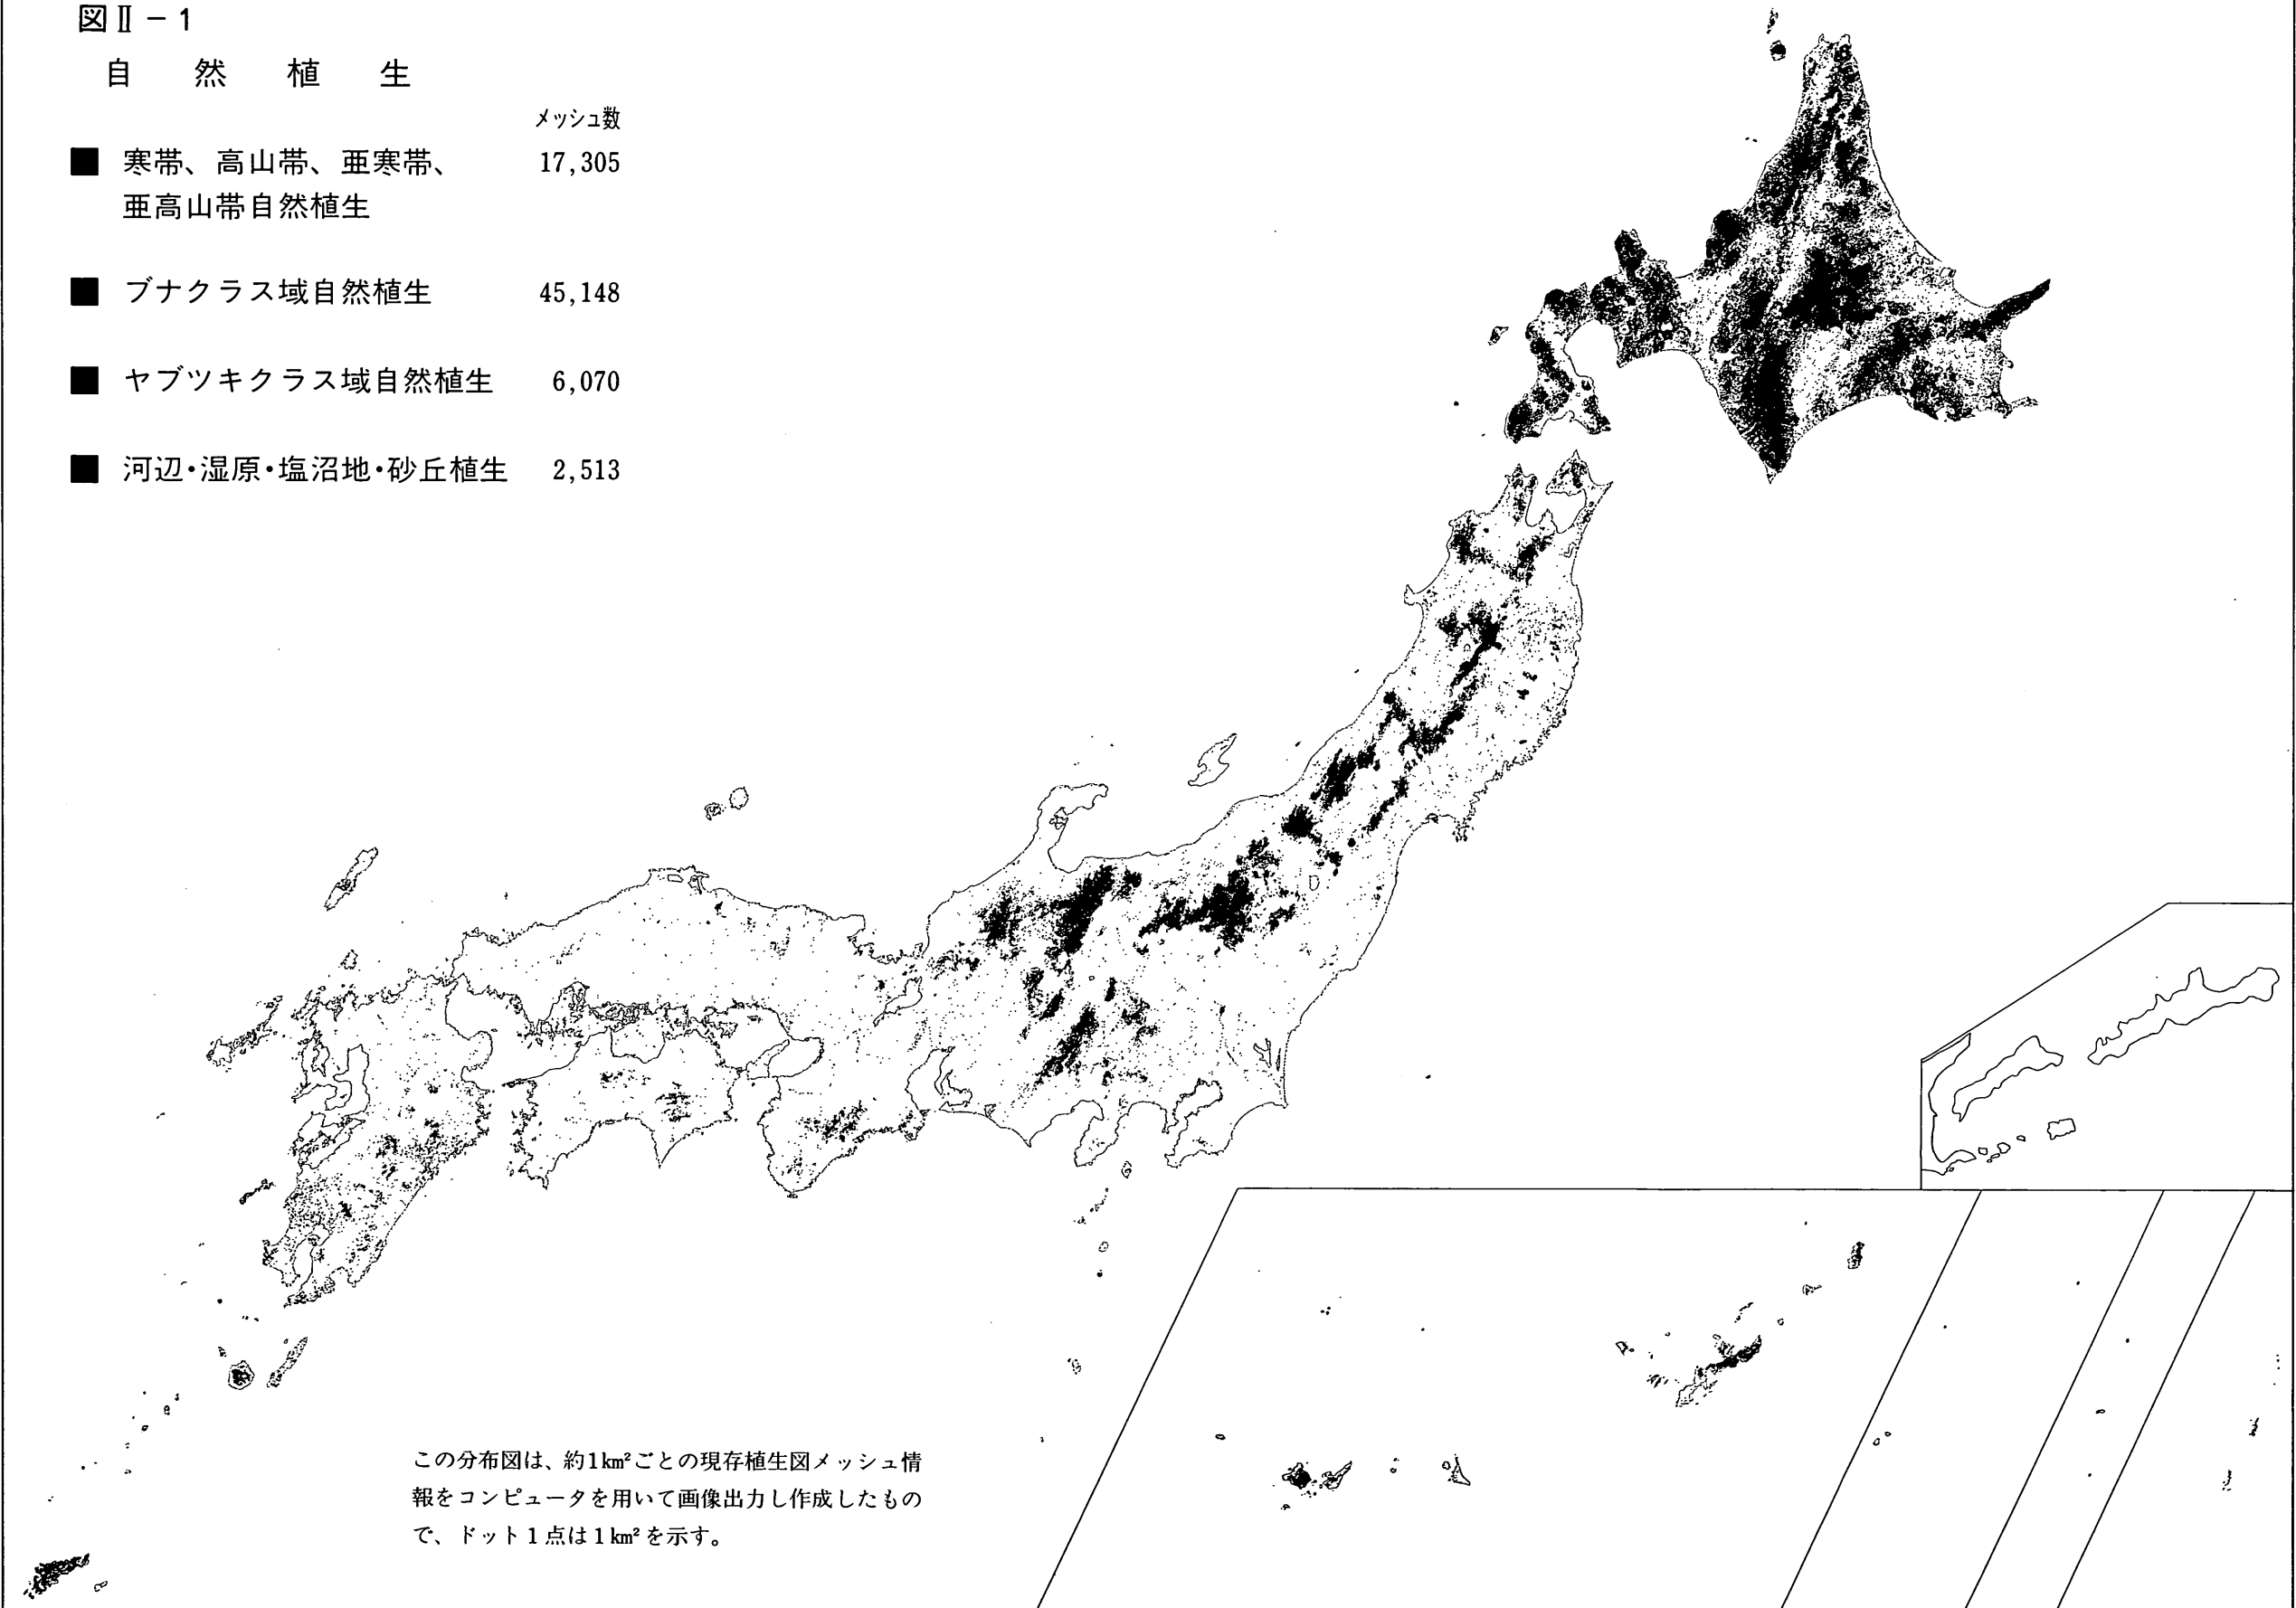 図Ⅱ－1
自然植生
メッシュ数
■ 寒帯、高山帯、亜寒帯、 17,305
亜高山帯自然植生
■ ブナクラス域自然植生 45,148
■ ヤブツキクラス域自然植生 6,070
■ 河辺・湿原・塩沼地・砂丘植生 2,513
この分布図は、約1km²ごとの現存植生図メッシュ情
報をコンピュータを用いて画像出力し作成したもの
で、ドット1点は1km²を示す。